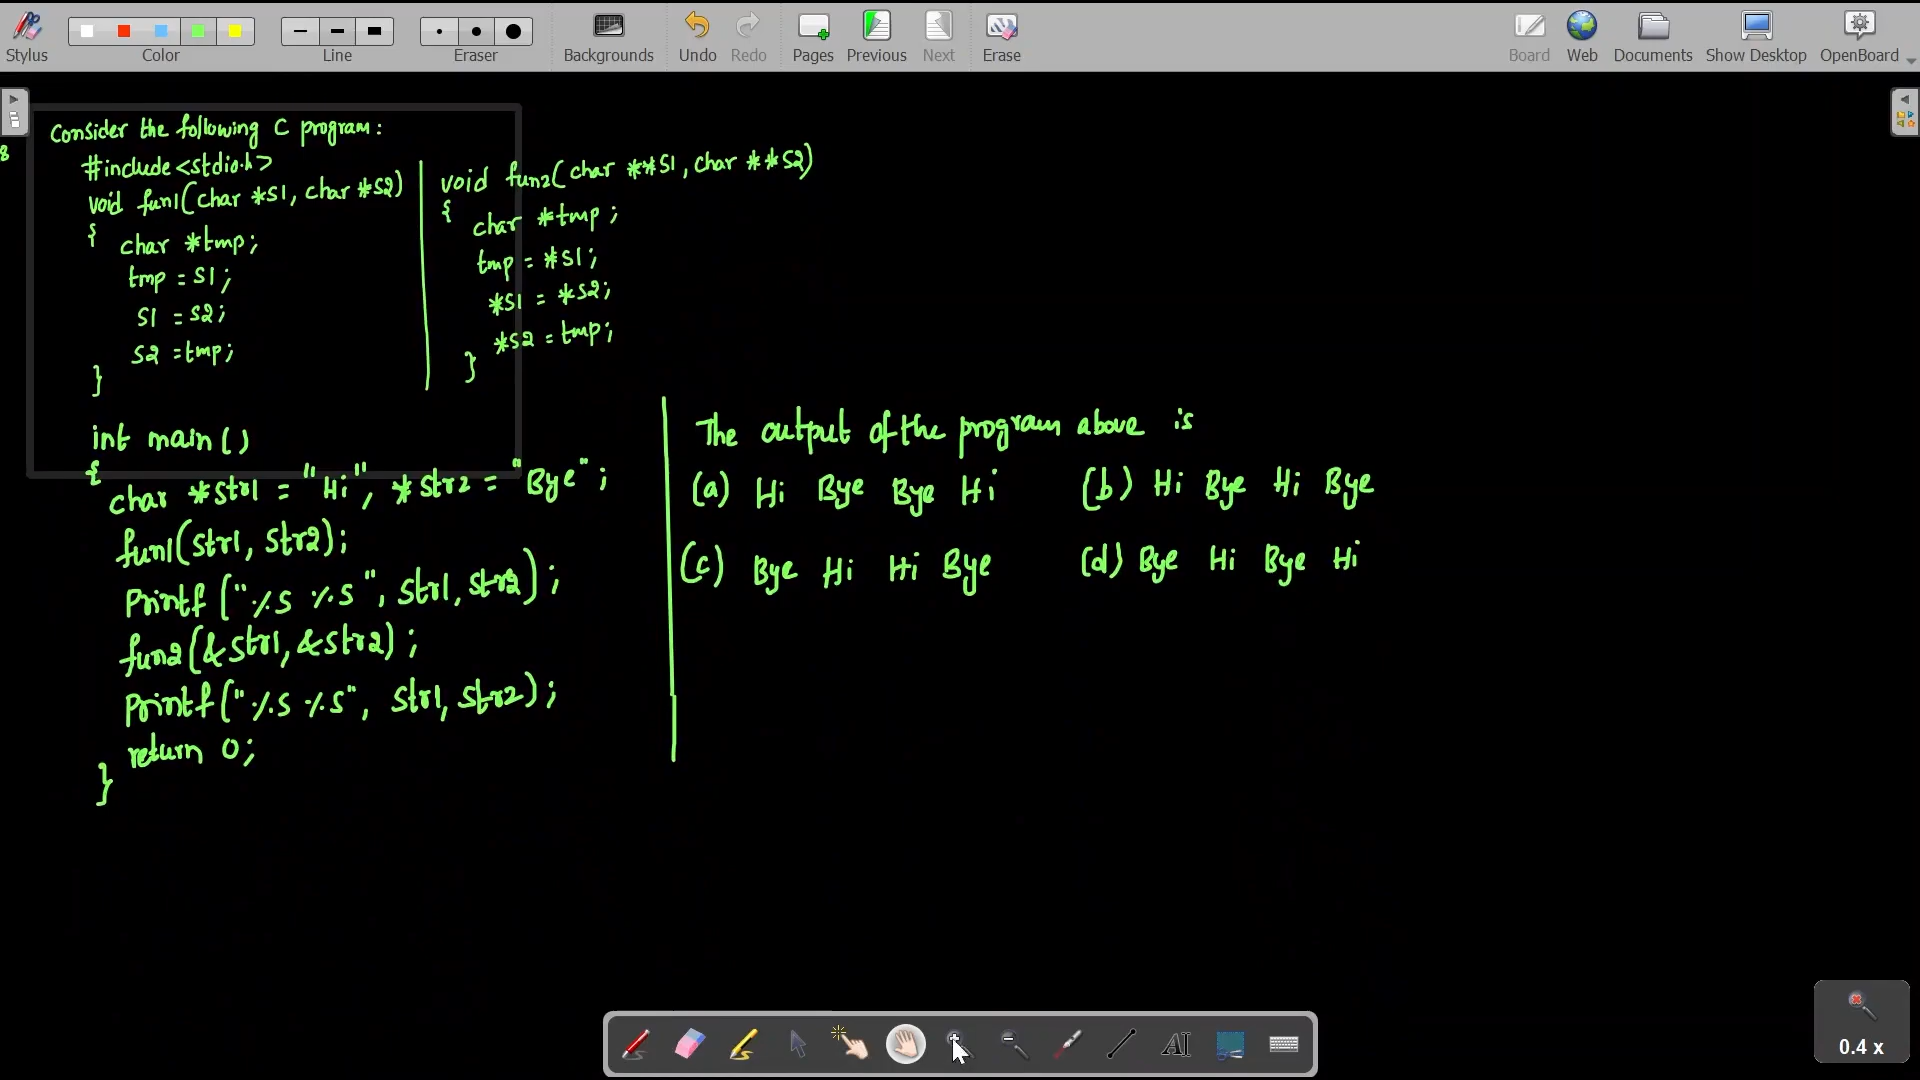 Stylus Color Line Eraser Backgrounds Undo Redo Pages Previous Next Erase Board Web Documents Show Desktop OpenBoard
8
Consider the following C program:
#include<stdio.h>
void fun1(char *S1, char *S2)
{ char *tmp;
tmp = S1;
S1 = S2;
S2 = tmp;
}
void fun2(char **S1, char **S2)
{
char *tmp;
tmp = *S1;
*S1 = *S2;
*S2 = tmp;
}
int main()
{
char *str1 = "Hi", *str2 = "Bye";
fun1(str1, str2);
Printf ("%s %s", str1, str2);
fun2(&str1, &str2);
Printf("%s %s", str1, str2);
return 0;
}
The output of the program above is
(a) Hi Bye Bye Hi (b) Hi Bye Hi Bye
(c) Bye Hi Hi Bye (d) Bye Hi Bye Hi
AI
0.4 x